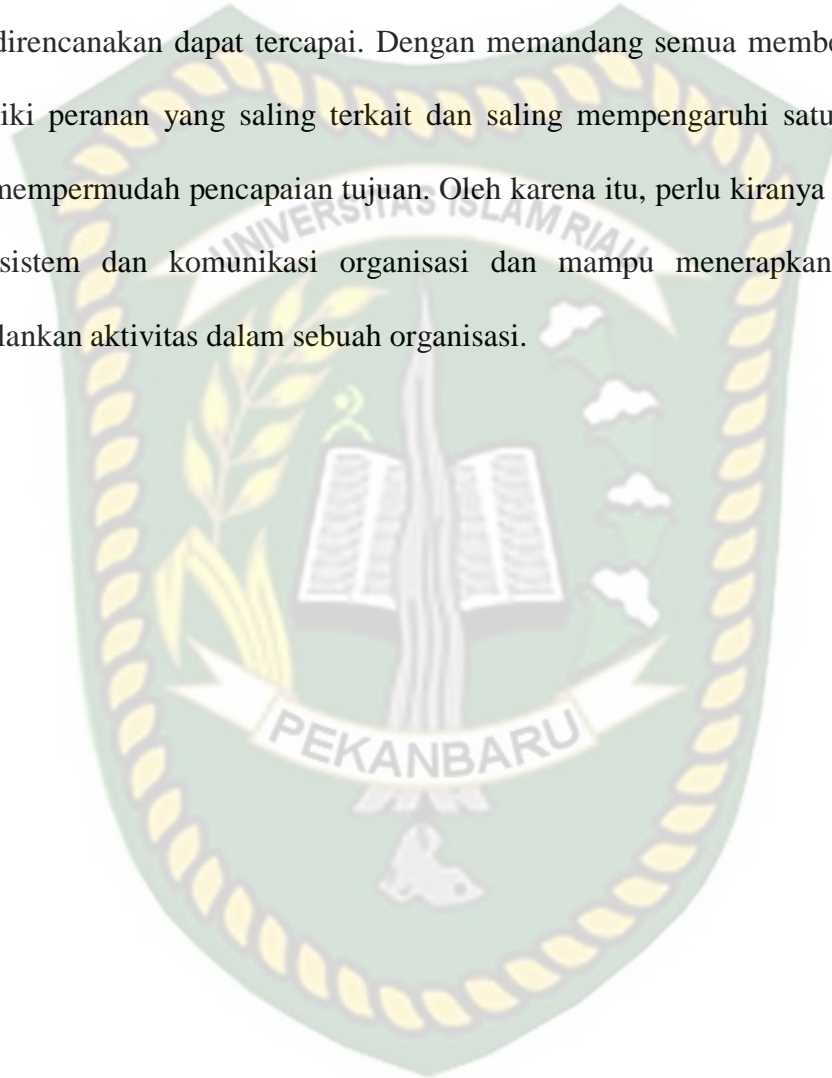 direncanakan dapat tercapai. Dengan memandang semua
iki peranan yang saling terkait dan saling mempengaruhi satu
mempermudah pencapaian tujuan. Oleh karena itu, perlu kiranya
sistem dan komunikasi organisasi dan mampu menerapkan
lankan aktivitas dalam sebuah organisasi.
UNIVERSITAS ISLAM RIAU
PEKANBARU